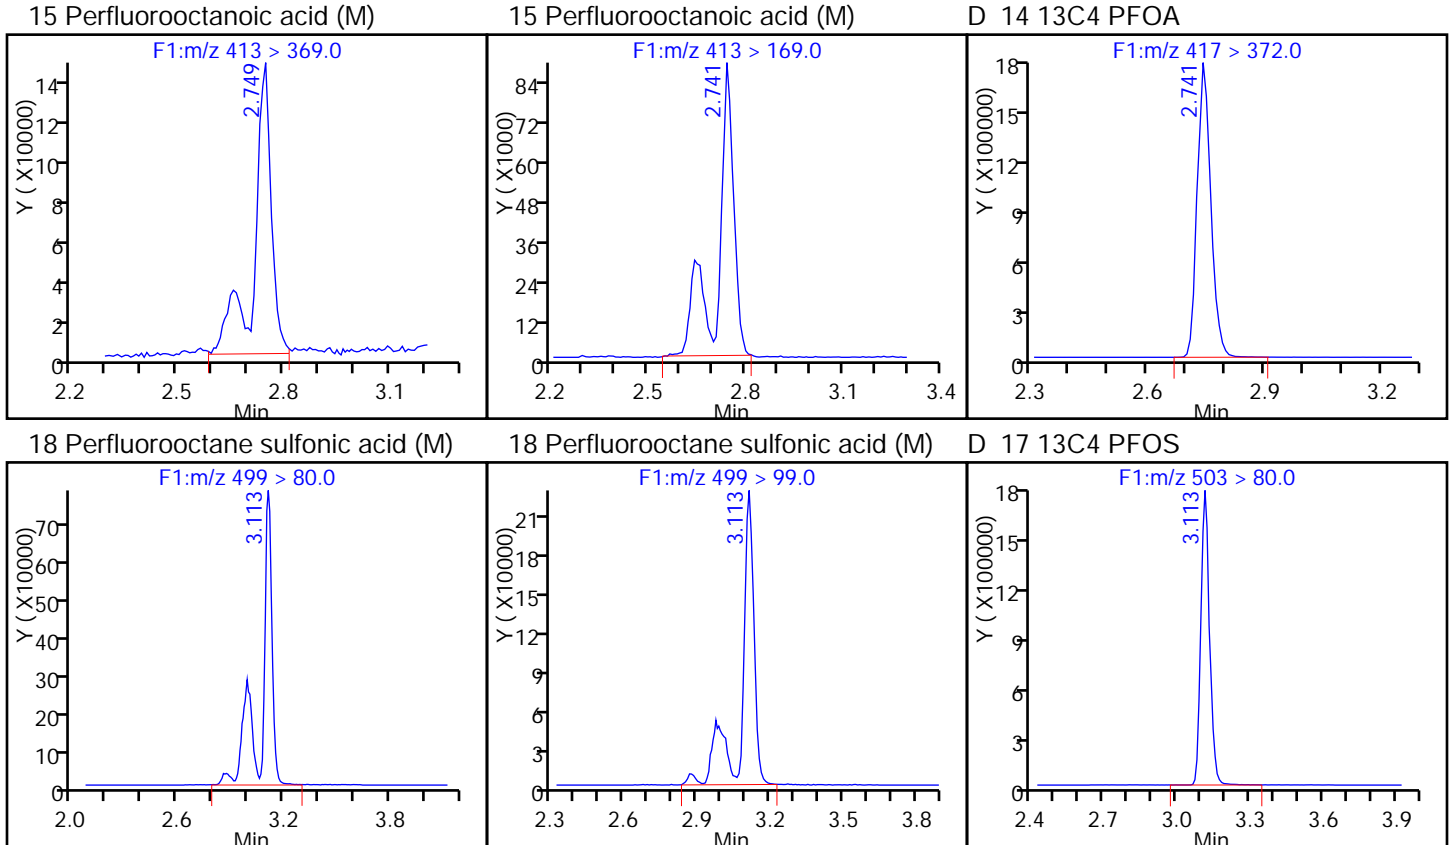 15 Perfluorooctanoic acid (M)
F1:m/z 413 > 369.0
2.749
Y ( X10000)
14
12
10
8
6
4
2
0
2.2 2.5 2.8 3.1
Min
15 Perfluorooctanoic acid (M)
F1:m/z 413 > 169.0
2.741
Y ( X1000)
84
72
60
48
36
24
12
0
2.2 2.5 2.8 3.1 3.4
Min
D 14 13C4 PFOA
F1:m/z 417 > 372.0
2.741
Y ( X100000)
18
15
12
9
6
3
0
2.3 2.6 2.9 3.2
Min
18 Perfluorooctane sulfonic acid (M)
F1:m/z 499 > 80.0
3.113
Y ( X10000)
70
60
50
40
30
20
10
0
2.0 2.6 3.2 3.8
Min
18 Perfluorooctane sulfonic acid (M)
F1:m/z 499 > 99.0
3.113
Y ( X10000)
21
18
15
12
9
6
3
0
2.3 2.6 2.9 3.2 3.5 3.8
Min
D 17 13C4 PFOS
F1:m/z 503 > 80.0
3.113
Y ( X100000)
18
15
12
9
6
3
0
2.4 2.7 3.0 3.3 3.6 3.9
Min